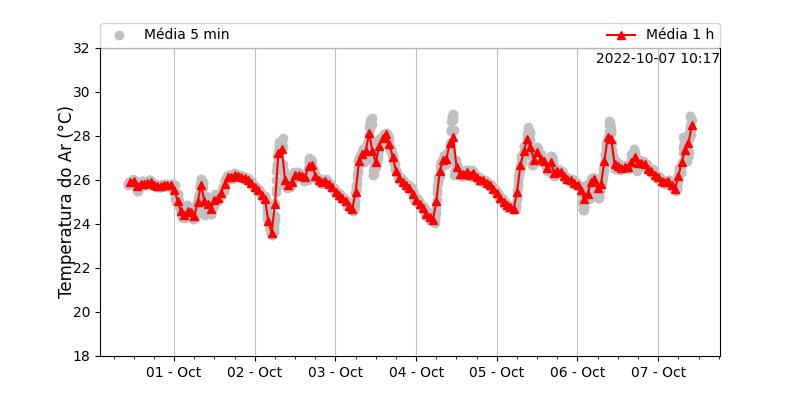 Média 5 min
Média 1 h
2022-10-07 10:17
Temperatura do Ar (°C)
32
30
28
26
24
22
20
18
01 - Oct
02 - Oct
03 - Oct
04 - Oct
05 - Oct
06 - Oct
07 - Oct